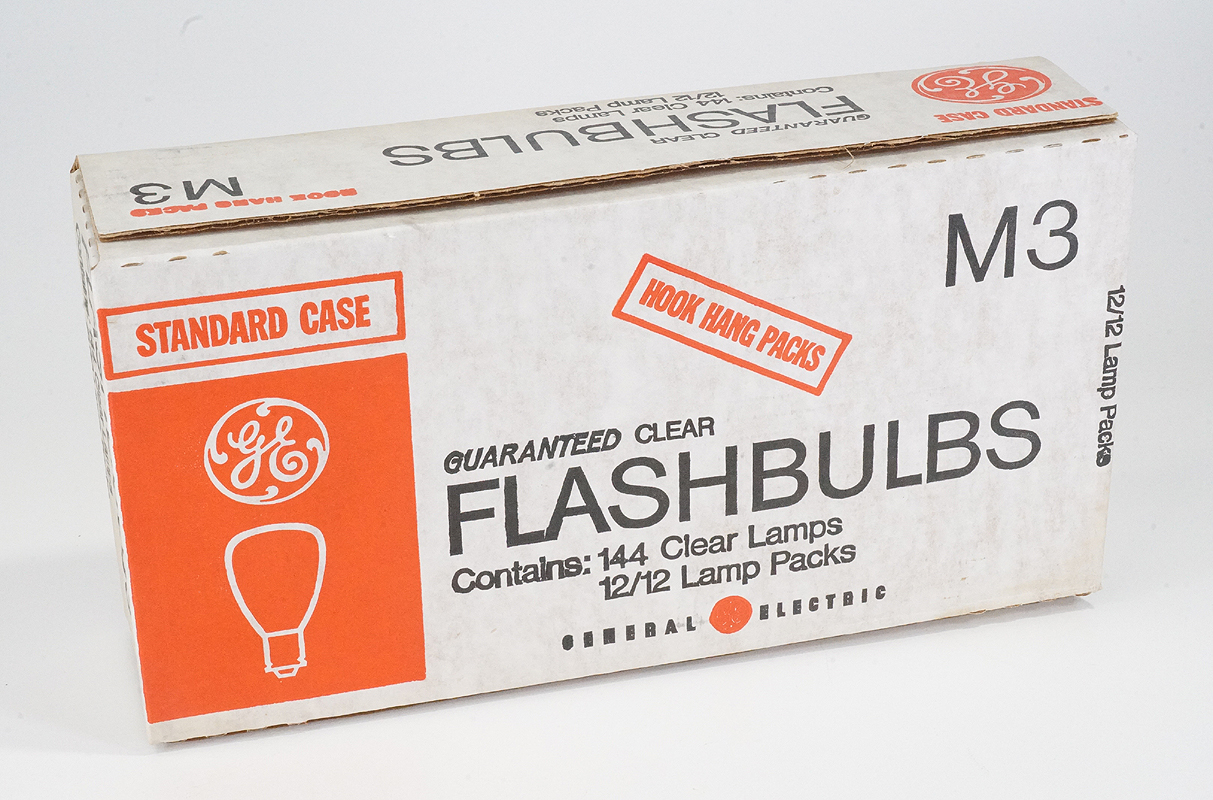 STANDARD CASE
GE
FLASHBULBS
GUARANTEED CLEAR
Contains: 144 Clear Lamps
12/12 Lamp Packs
HOOK HANG PACKS
M3
M3
HOOK HANG PACKS
STANDARD CASE
GE
GUARANTEED CLEAR
FLASHBULBS
Contains: 144 Clear Lamps
12/12 Lamp Packs
GENERAL GE ELECTRIC
12/12 Lamp Packs